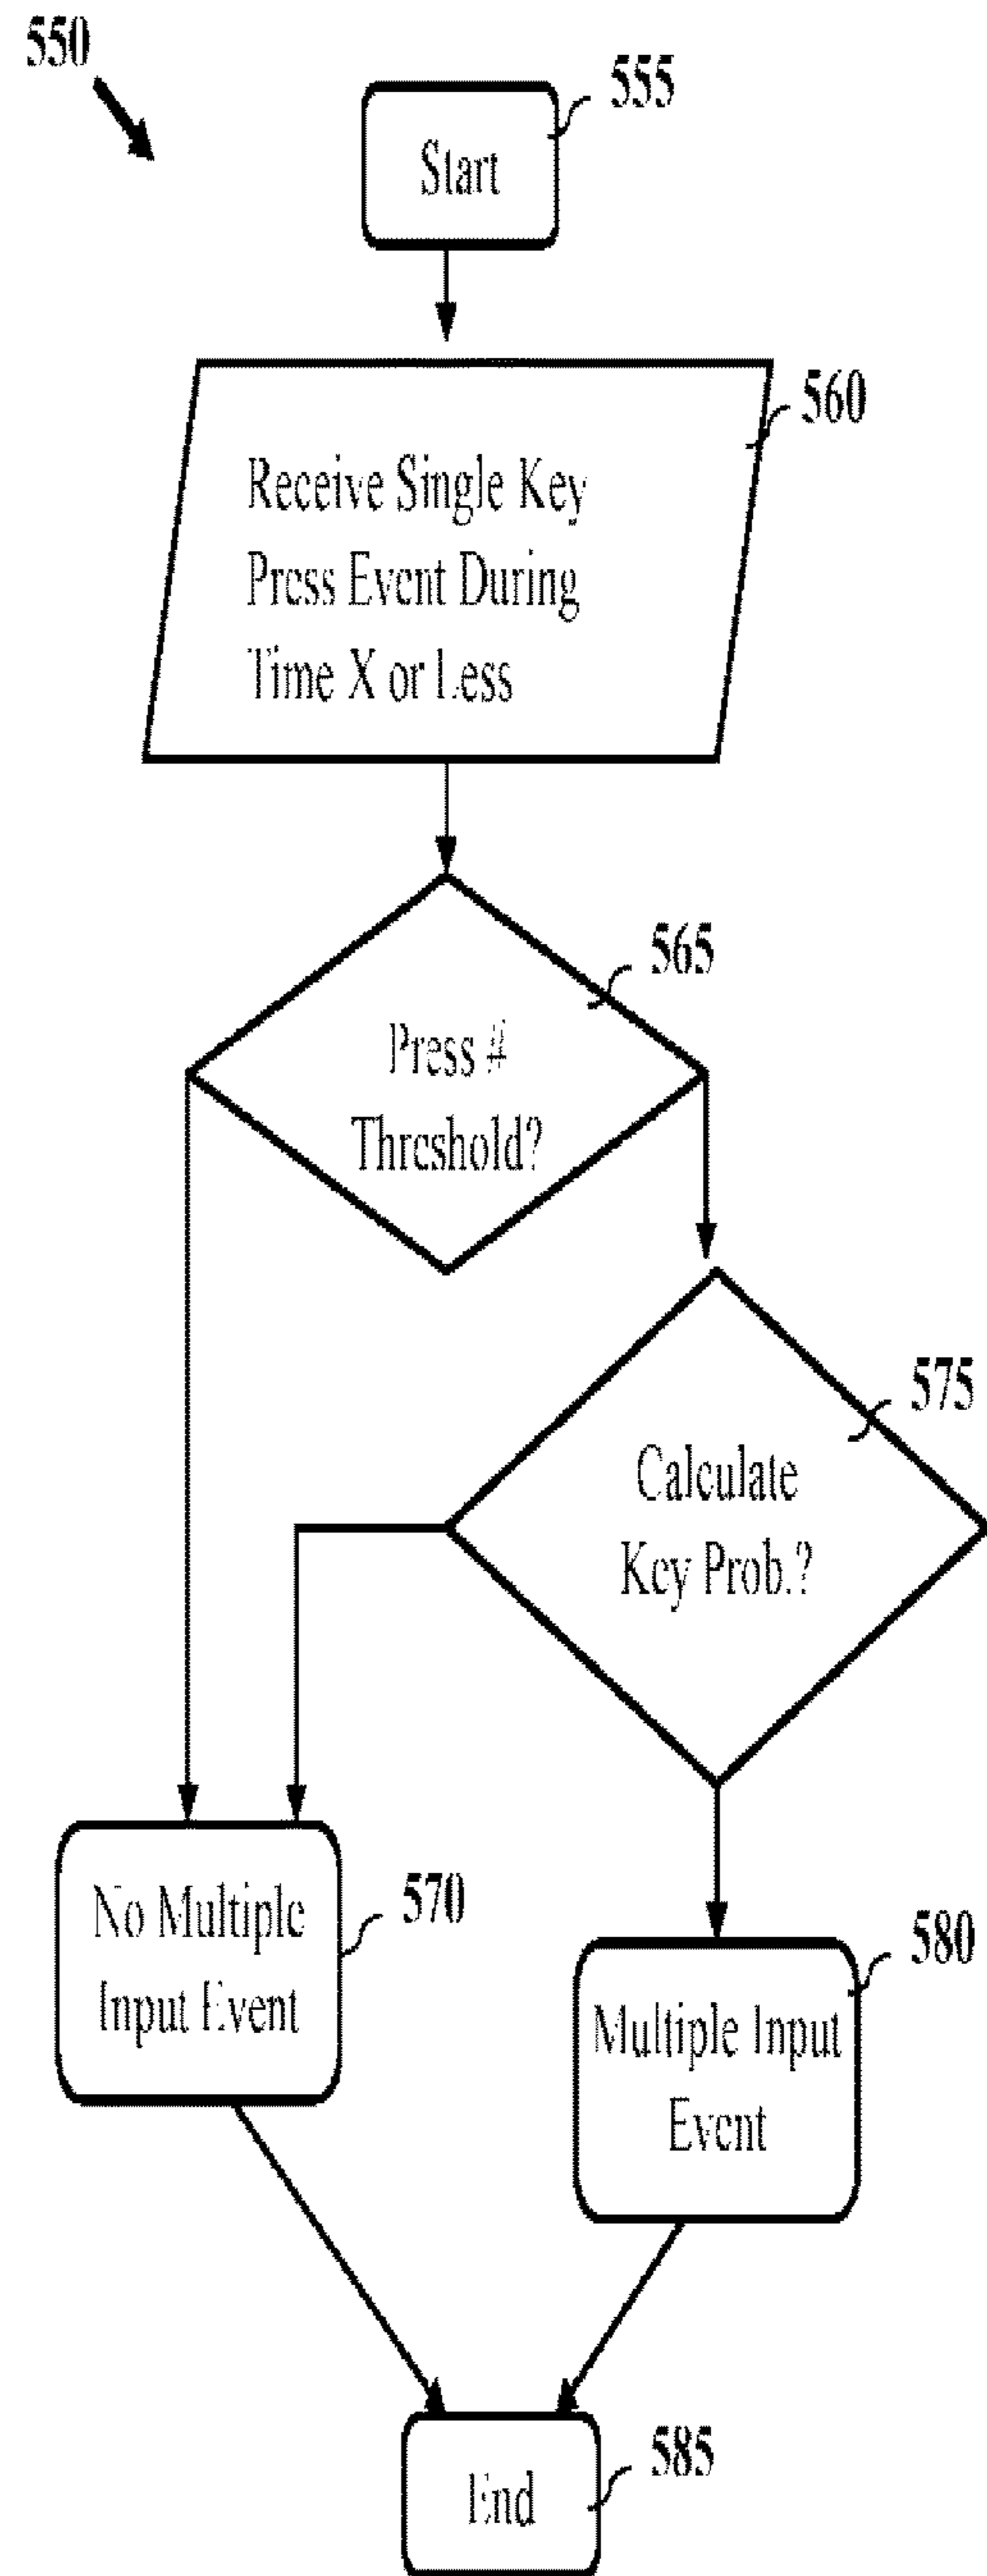 550
555
Start
560
Receive Single Key
Press Event During
Time X or Less
565
Press #
Threshold?
575
Calculate
Key Prob.?
No Multiple
Input Event
570
580
Multiple Input
Event
End
585